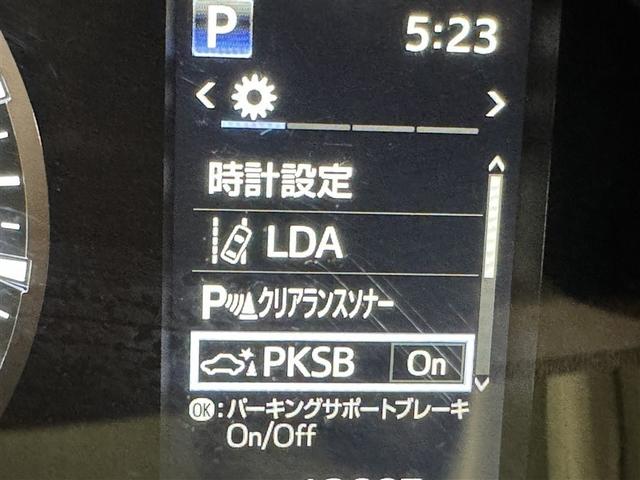 P 5:23
時計設定
LDA
P クリアランスソナー
PKSB On
OK:パーキングサポートブレーキ
On/Off